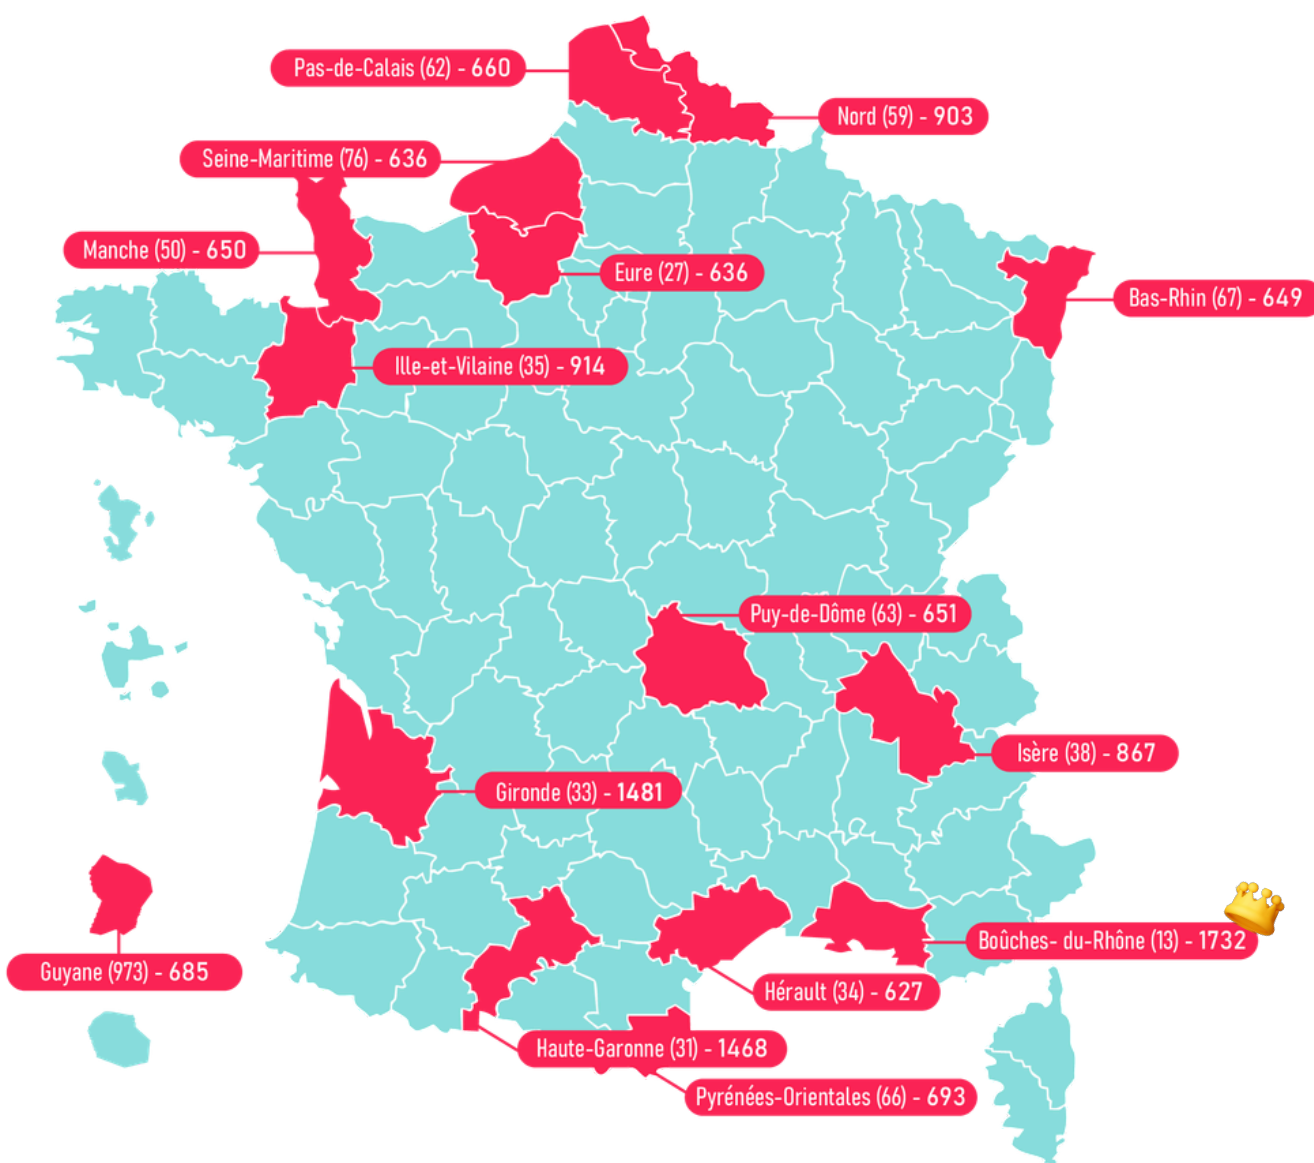 Pas-de-Calais (62) - 660
Nord (59) - 903
Seine-Maritime (76) - 636
Manche (50) - 650
Eure (27) - 636
Bas-Rhin (67) - 649
Ille-et-Vilaine (35) - 914
Puy-de-Dôme (63) - 651
Isère (38) - 867
Gironde (33) - 1481
Boûches- du-Rhône (13) - 1732
Guyane (973) - 685
Hérault (34) - 627
Haute-Garonne (31) - 1468
Pyrénées-Orientales (66) - 693